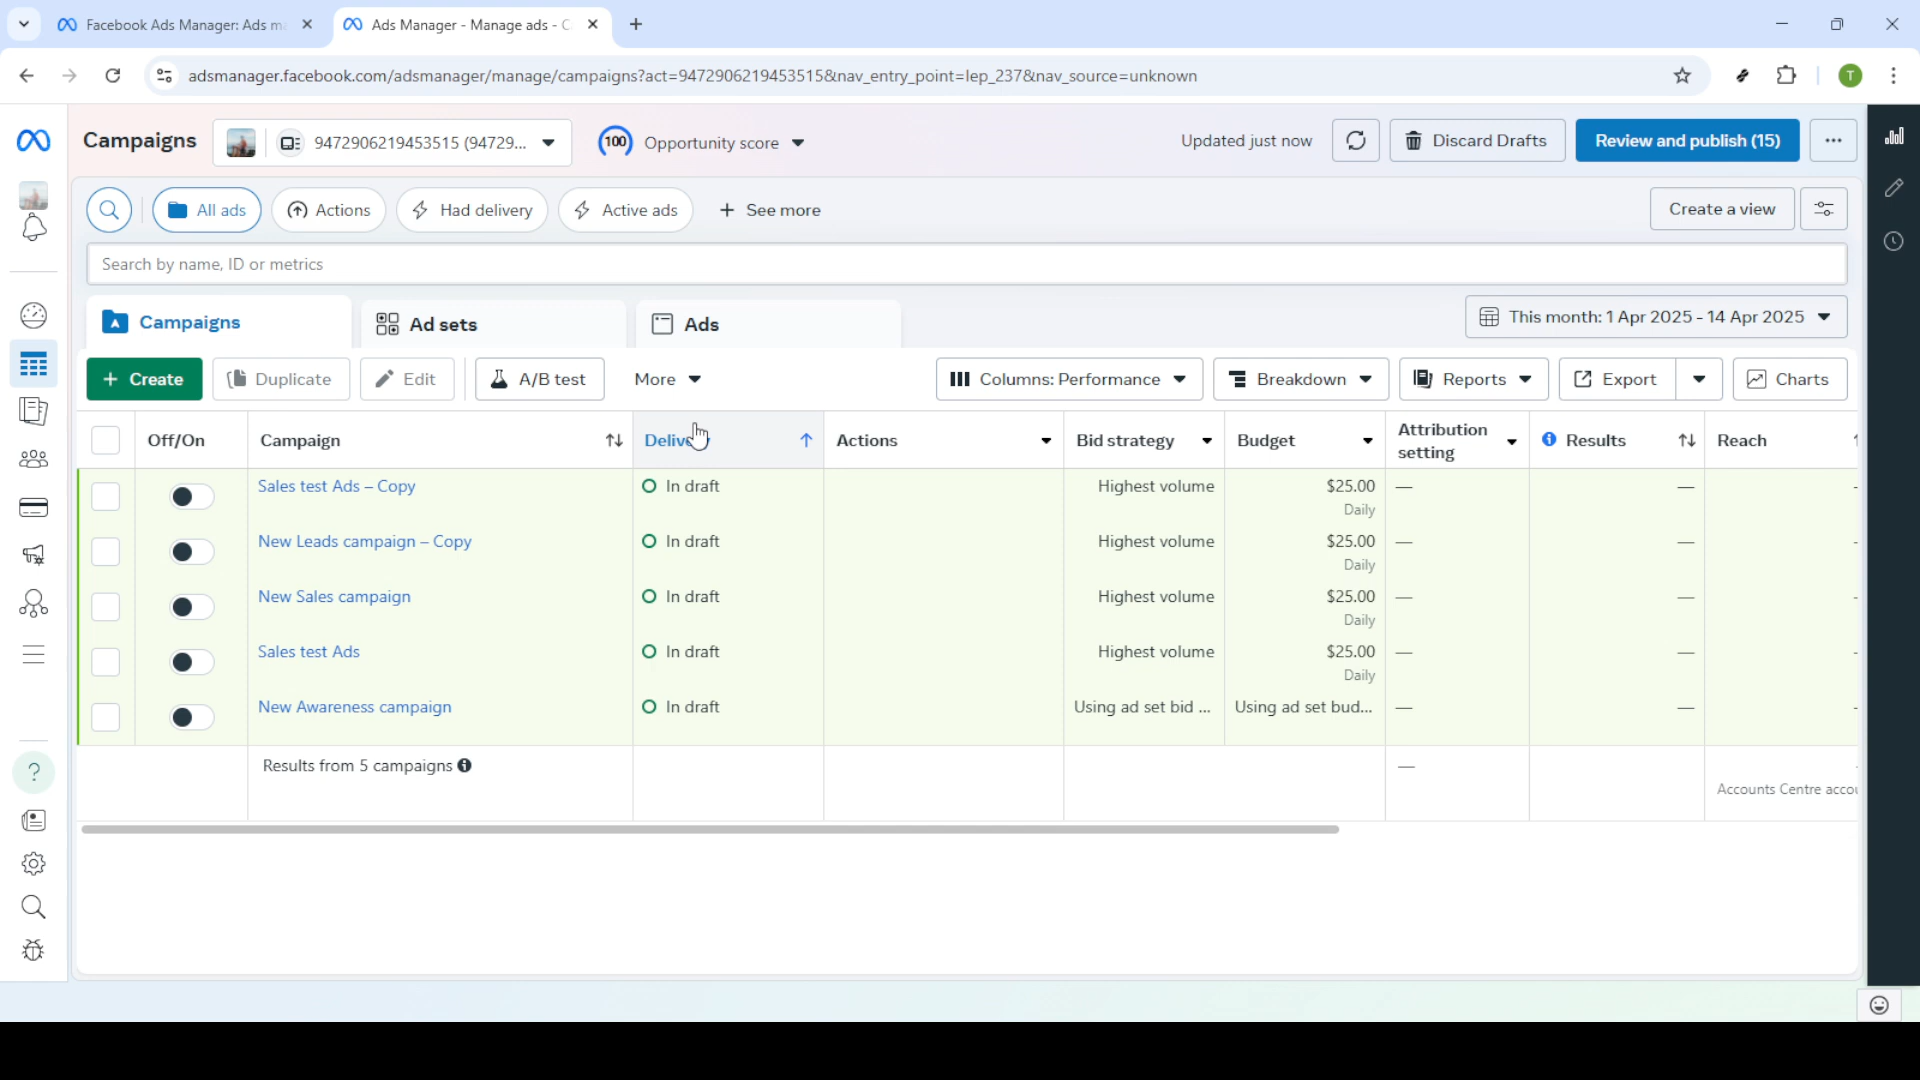 Facebook Ads Manager: Ads ma
Ads Manager - Manage ads - C
adsmanager.facebook.com/adsmanager/manage/campaigns?act=9472906219453515&nav_entry_point=lep_237&nav_source=unknown
T
Campaigns
9472906219453515 (94729...
100
Opportunity score
Updated just now
Discard Drafts
Review and publish (15)
All ads
Actions
Had delivery
Active ads
See more
Create a view
Search by name, ID or metrics
Campaigns
Ad sets
Ads
This month: 1 Apr 2025 - 14 Apr 2025
+ Create
Duplicate
Edit
A/B test
More
Columns: Performance
Breakdown
Reports
Export
Charts
Off/On
Campaign
Delivery
Actions
Bid strategy
Budget
Attribution
setting
Results
Reach
Sales test Ads – Copy
In draft
Highest volume
$25.00
—
—
Daily
New Leads campaign – Copy
In draft
Highest volume
$25.00
—
—
Daily
New Sales campaign
In draft
Highest volume
$25.00
—
—
Daily
Sales test Ads
In draft
Highest volume
$25.00
—
—
Daily
New Awareness campaign
In draft
Using ad set bid ...
Using ad set bud...
—
—
Results from 5 campaigns
—
Accounts Centre accou
?